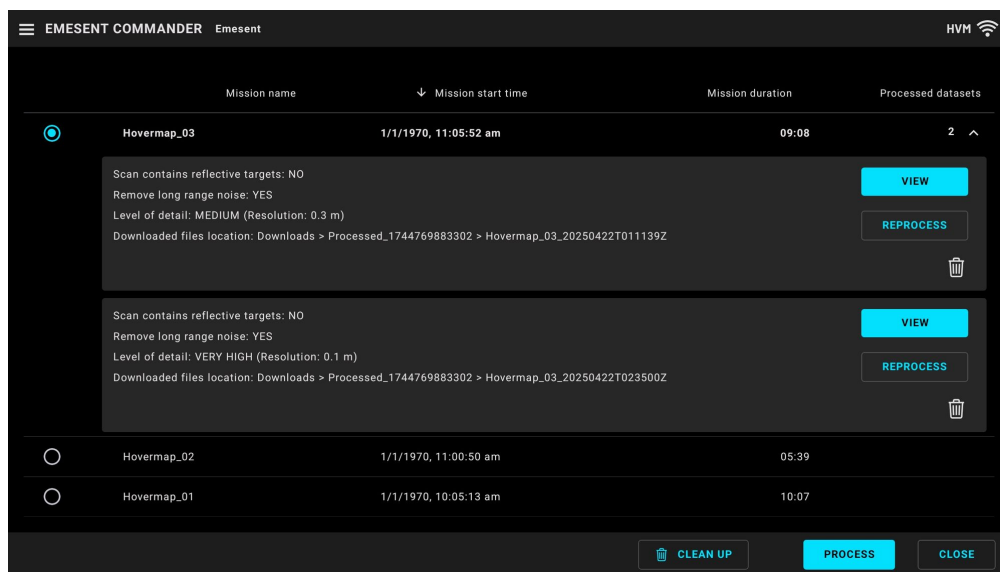 EMESENT COMMANDER Emesent HVM
Mission name Mission start time Mission duration Processed datasets
Hovermap_03 1/1/1970, 11:05:52 am 09:08 2
Scan contains reflective targets: NO
VIEW
Remove long range noise: YES
Level of detail: MEDIUM (Resolution: 0.3 m)
REPROCESS
Downloaded files location: Downloads > Processed_1744769883302 > Hovermap_03_20250422T011139Z
Scan contains reflective targets: NO
VIEW
Remove long range noise: YES
Level of detail: VERY HIGH (Resolution: 0.1 m)
REPROCESS
Downloaded files location: Downloads > Processed_1744769883302 > Hovermap_03_20250422T023500Z
Hovermap_02 1/1/1970, 11:00:50 am 05:39
Hovermap_01 1/1/1970, 10:05:13 am 10:07
CLEAN UP PROCESS CLOSE